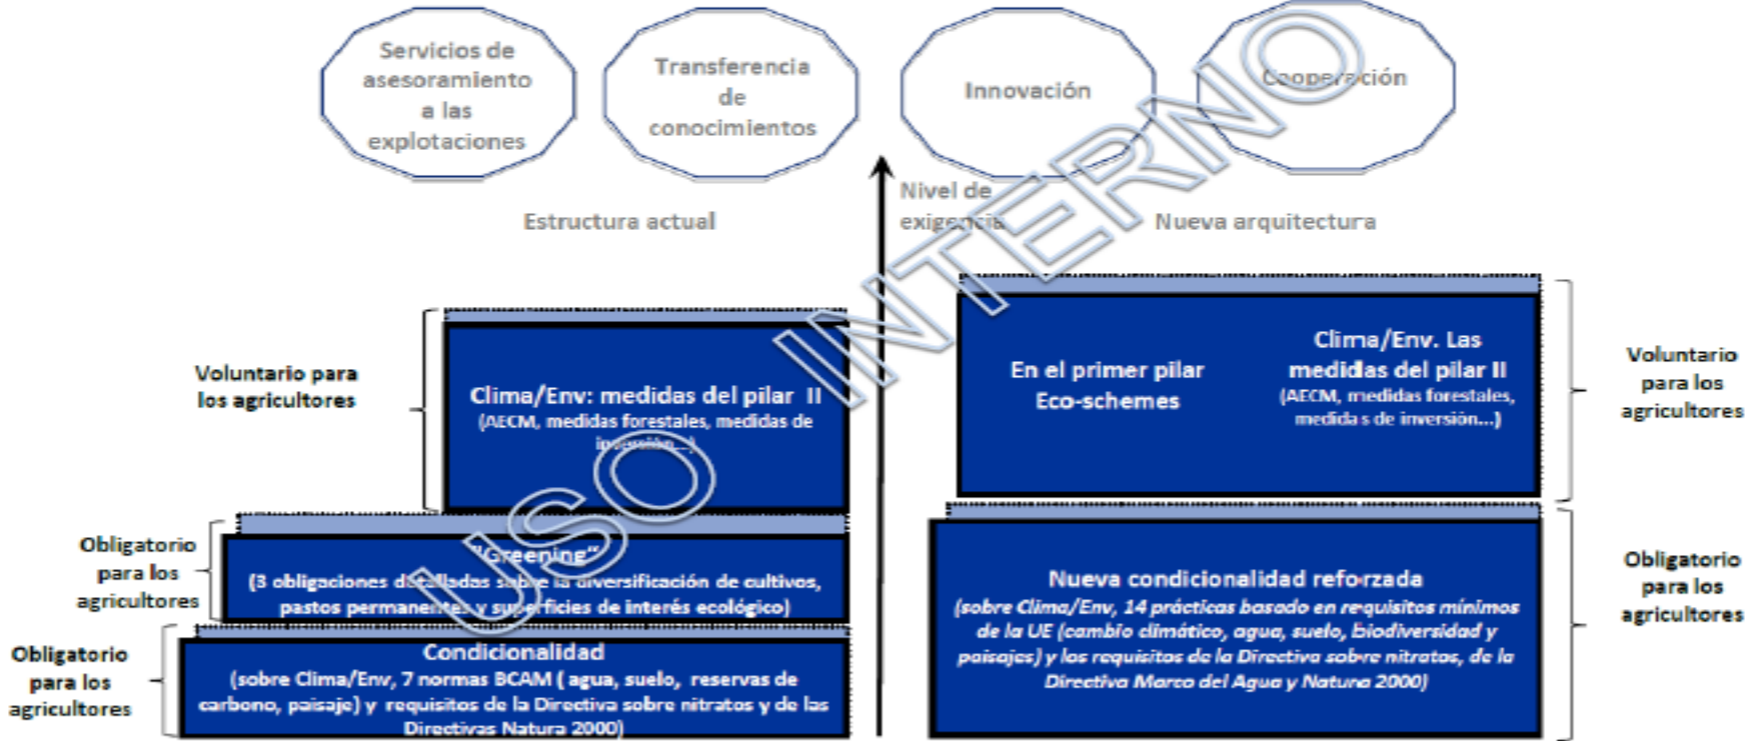 Servicios de
asesoramiento
a las
explotaciones
Transferencia
de
conocimientos
Innovación
Cooperación
Nivel de
exigencia
Estructura actual
Nueva arquitectura
Voluntario para
los agricultores
Clima/Env: medidas del pilar II
(AECM, medidas forestales, medidas de
inversión...)
Obligatorio
para los
agricultores
"Greening"
(3 obligaciones detalladas sobre la diversificación de cultivos,
pastos permanentes y superficies de interés ecológico)
Obligatorio
para los
agricultores
Condicionalidad
(sobre Clima/Env, 7 normas BCAM ( agua, suelo, reservas de
carbono, paisaje) y requisitos de la Directiva sobre nitratos y de las
Directivas Natura 2000)
En el primer pilar
Eco-schemes
Clima/Env. Las
medidas del pilar II
(AECM, medidas forestales,
medidas de inversión...)
Voluntario
para los
agricultores
Nueva condicionalidad reforzada
(sobre Clima/Env, 14 prácticas basado en requisitos mínimos
de la UE (cambio climático, agua, suelo, biodiversidad y
paisajes) y los requisitos de la Directiva sobre nitratos, de la
Directiva Marco del Agua y Natura 2000)
Obligatorio
para los
agricultores
USO INTERNO